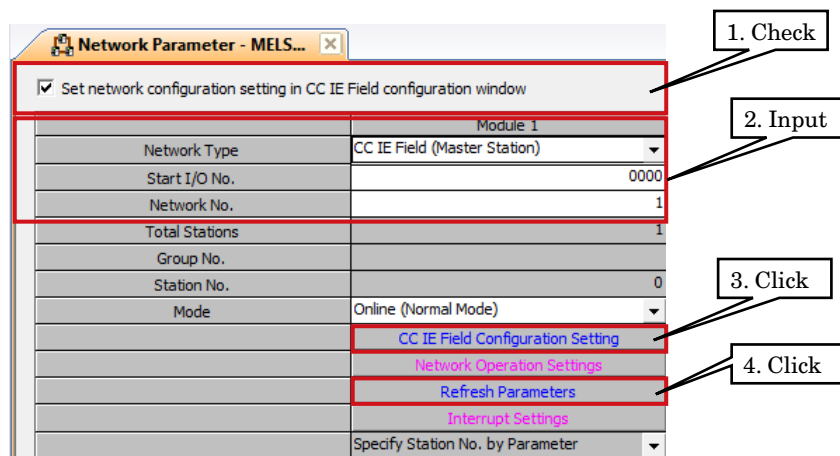 Network Parameter - MELS...
1. Check
Set network configuration setting in CC IE Field configuration window
2. Input
Module 1
Network Type CC IE Field (Master Station)
Start I/O No. 0000
Network No. 1
Total Stations 1
Group No.
Station No. 0
3. Click
Mode Online (Normal Mode)
CC IE Field Configuration Setting
Network Operation Settings
4. Click
Refresh Parameters
Interrupt Settings
Specify Station No. by Parameter